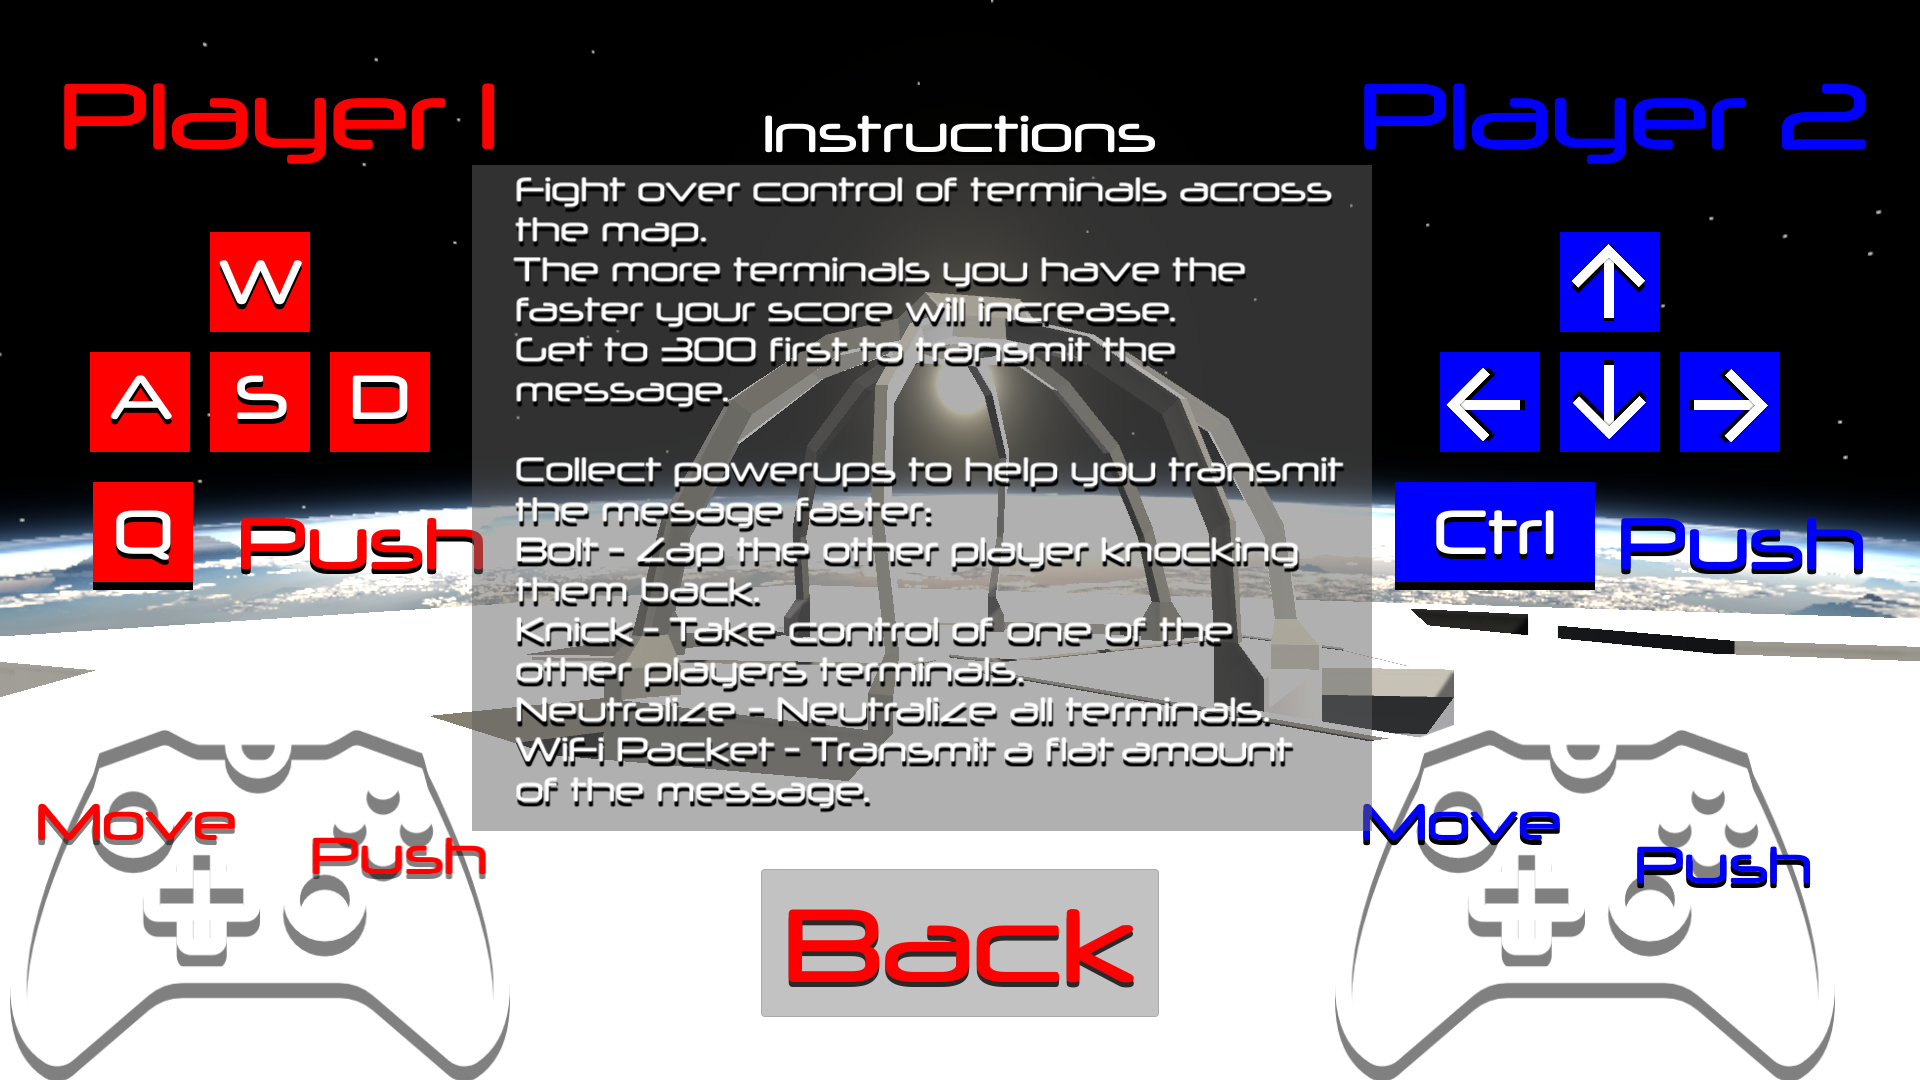 Player 1
Instructions
Player 2
Fight over control of terminals across
the map.
The more terminals you have the
faster your score will increase.
Get to 300 first to transmit the
message.
Collect powerups to help you transmit
the mesage faster:
Bolt - Zap the other player knocking
them back.
Knick - Take control of one of the
other players terminals.
Neutralize - Neutralize all terminals.
WiFi Packet - Transmit a flat amount
of the message.
W
A S D
Q Push
Ctrl Push
Move
Push
Move
Push
Back